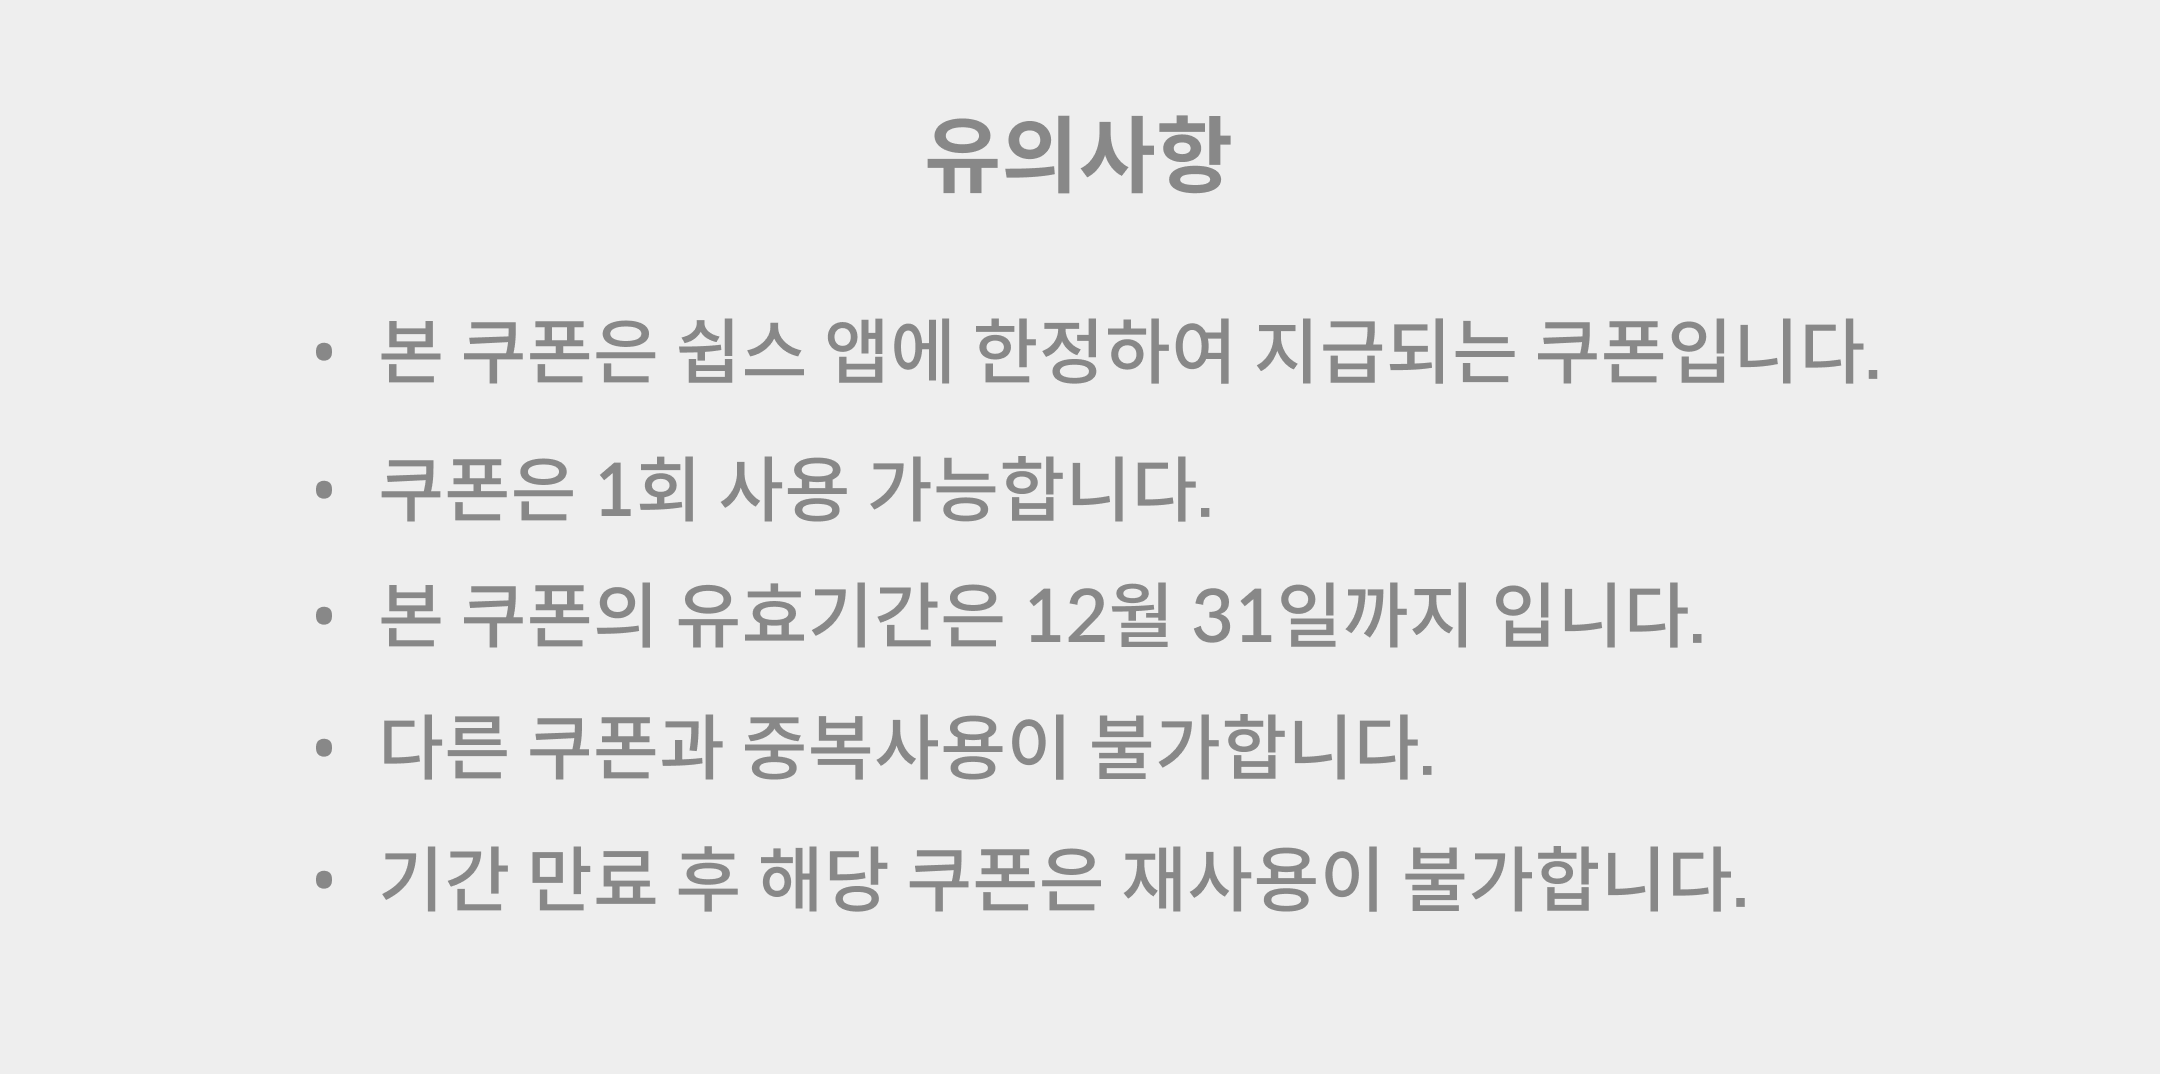 유의사항
• 본 쿠폰은 쉽스 앱에 한정하여 지급되는 쿠폰입니다.
• 쿠폰은 1회 사용 가능합니다.
• 본 쿠폰의 유효기간은 12월 31일까지 입니다.
• 다른 쿠폰과 중복사용이 불가합니다.
• 기간 만료 후 해당 쿠폰은 재사용이 불가합니다.